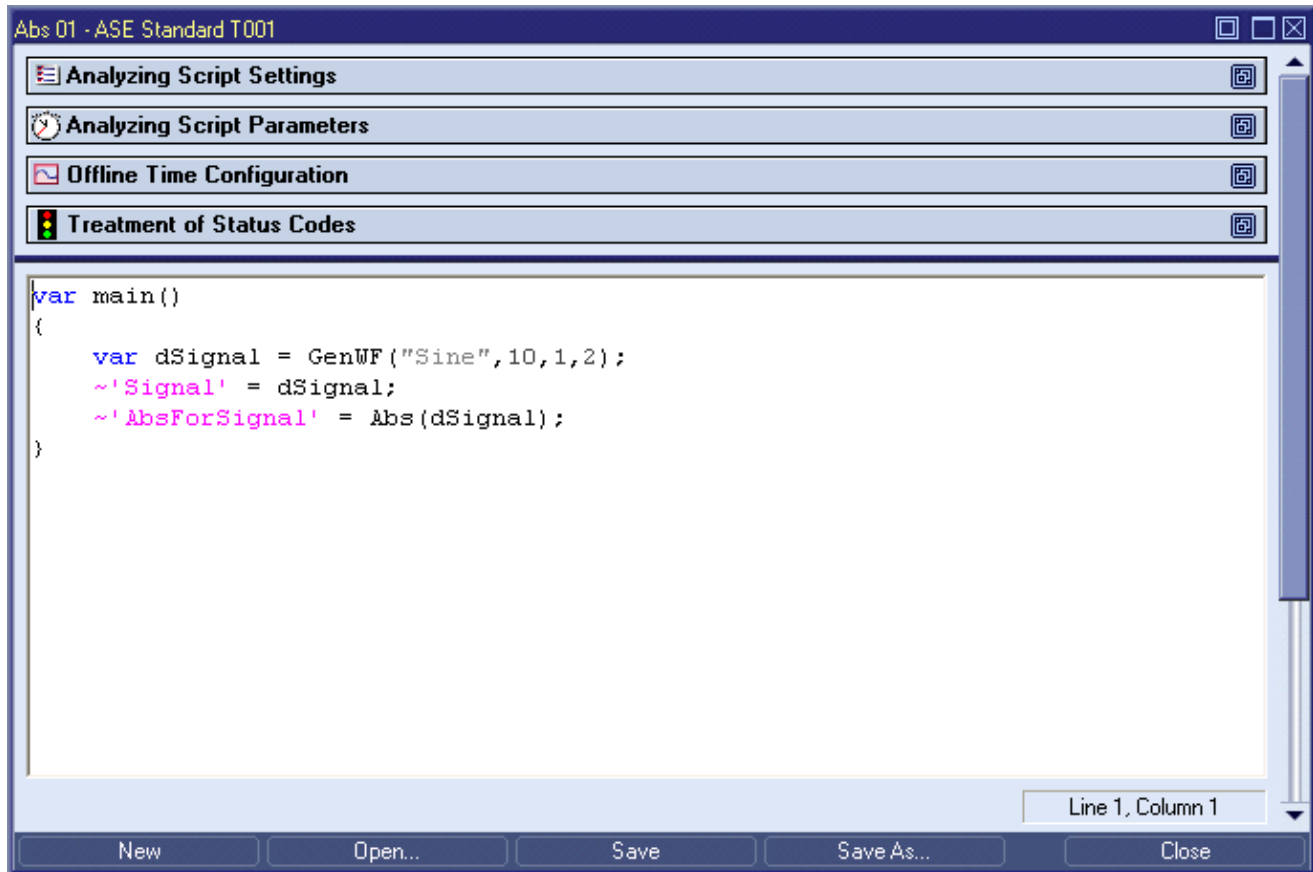 Abs 01 - ASE Standard T001
Analyzing Script Settings
Analyzing Script Parameters
Offline Time Configuration
Treatment of Status Codes
var main()
{
    var dSignal = GenWF("Sine",10,1,2);
    ~'Signal' = dSignal;
    ~'AbsForSignal' = Abs(dSignal);
}
Line 1, Column 1
New Open... Save Save As... Close